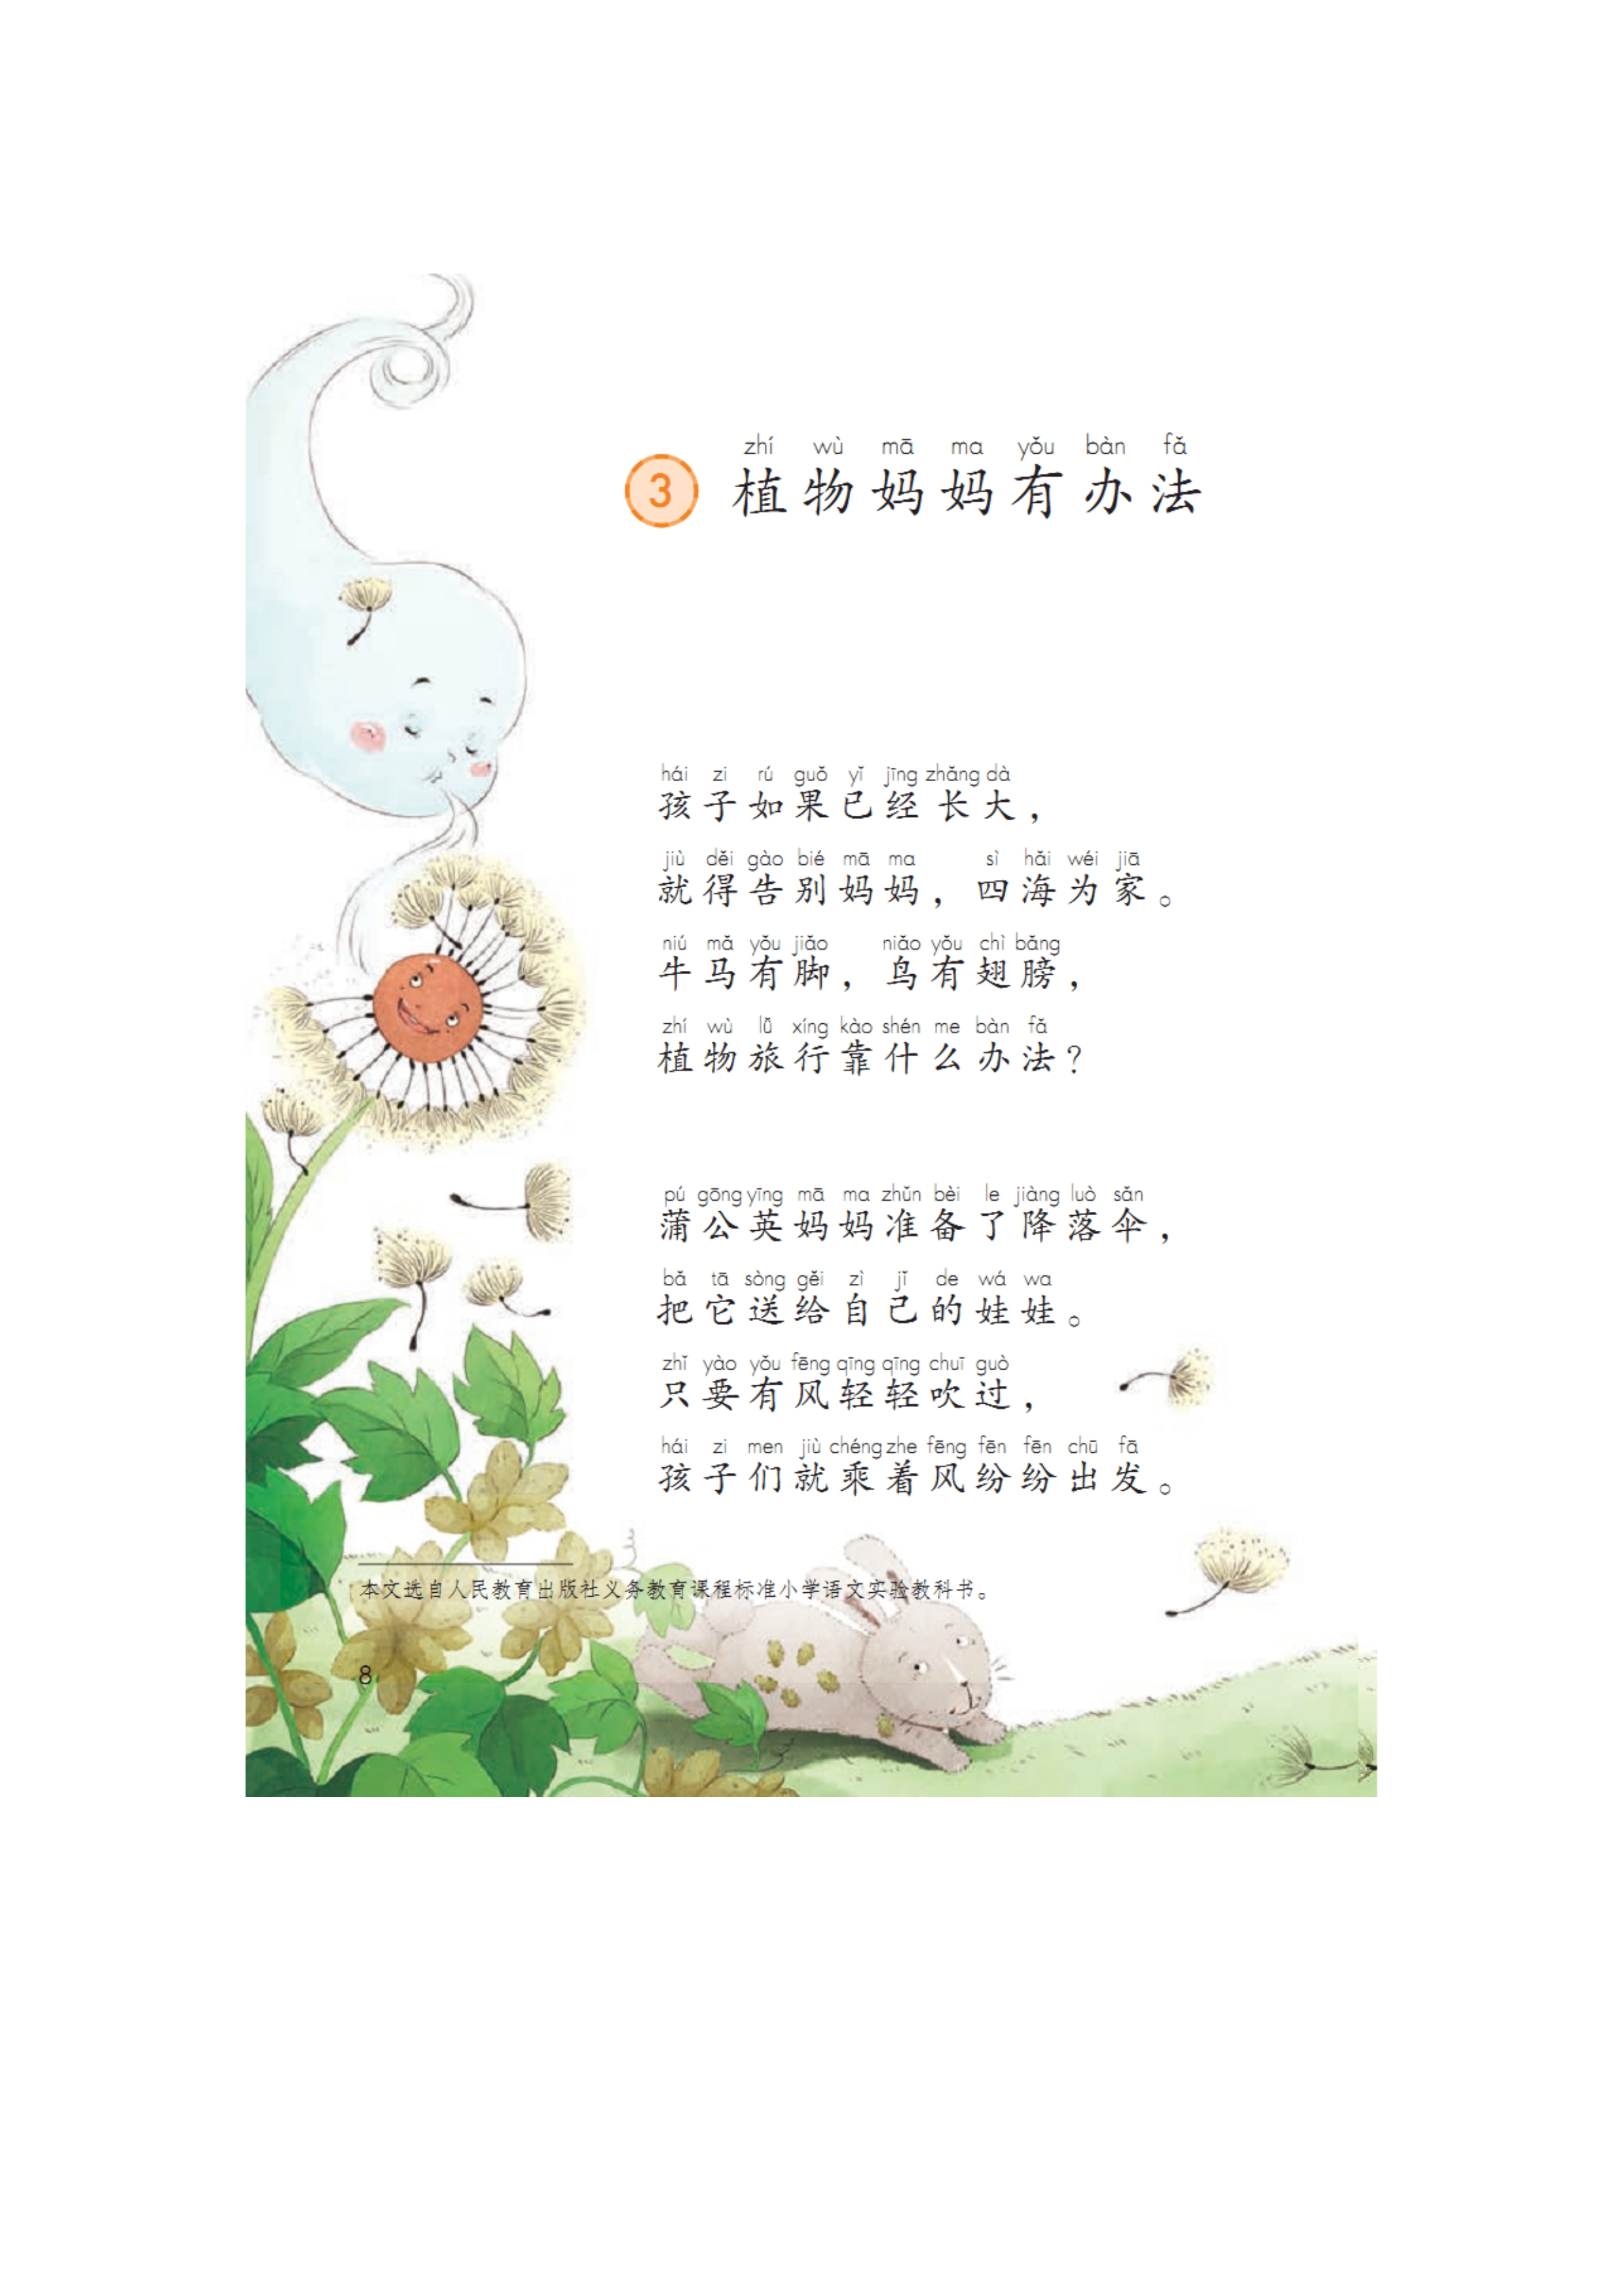 zhí wù mā ma yǒu bàn fǎ
3 植物妈妈有办法
hái zi rú guǒ yǐ jīng zhǎng dà
孩子如果已经长大，
jiù děi gào bié mā ma sì hǎi wéi jiā
就得告别妈妈，四海为家。
niú mǎ yǒu jiǎo niǎo yǒu chì bǎng
牛马有脚，鸟有翅膀，
zhí wù lǚ xíng kào shén me bàn fǎ
植物旅行靠什么办法？
pú gōng yīng mā ma zhǔn bèi le jiàng luò sǎn
蒲公英妈妈准备了降落伞，
bǎ tā sòng gěi zì jǐ de wá wa
把它送给自己的娃娃。
zhǐ yào yǒu fēng qīng qīng chuī guò
只要有风轻轻吹过，
hái zi men jiù chéng zhe fēng fēn fēn chū fā
孩子们就乘着风纷纷出发。
本文选自人民教育出版社义务教育课程标准小学语文实验教科书。
8